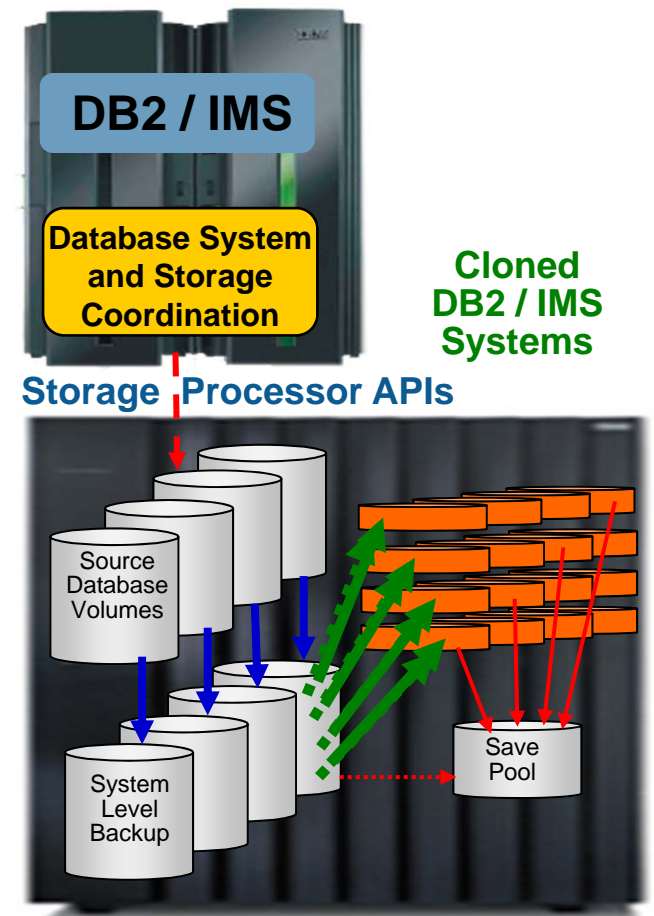 DB2 / IMS
Database System
and Storage
Coordination
Cloned
DB2 / IMS
Systems
Storage Processor APIs
Source
Database
Volumes
System
Level
Backup
Save
Pool